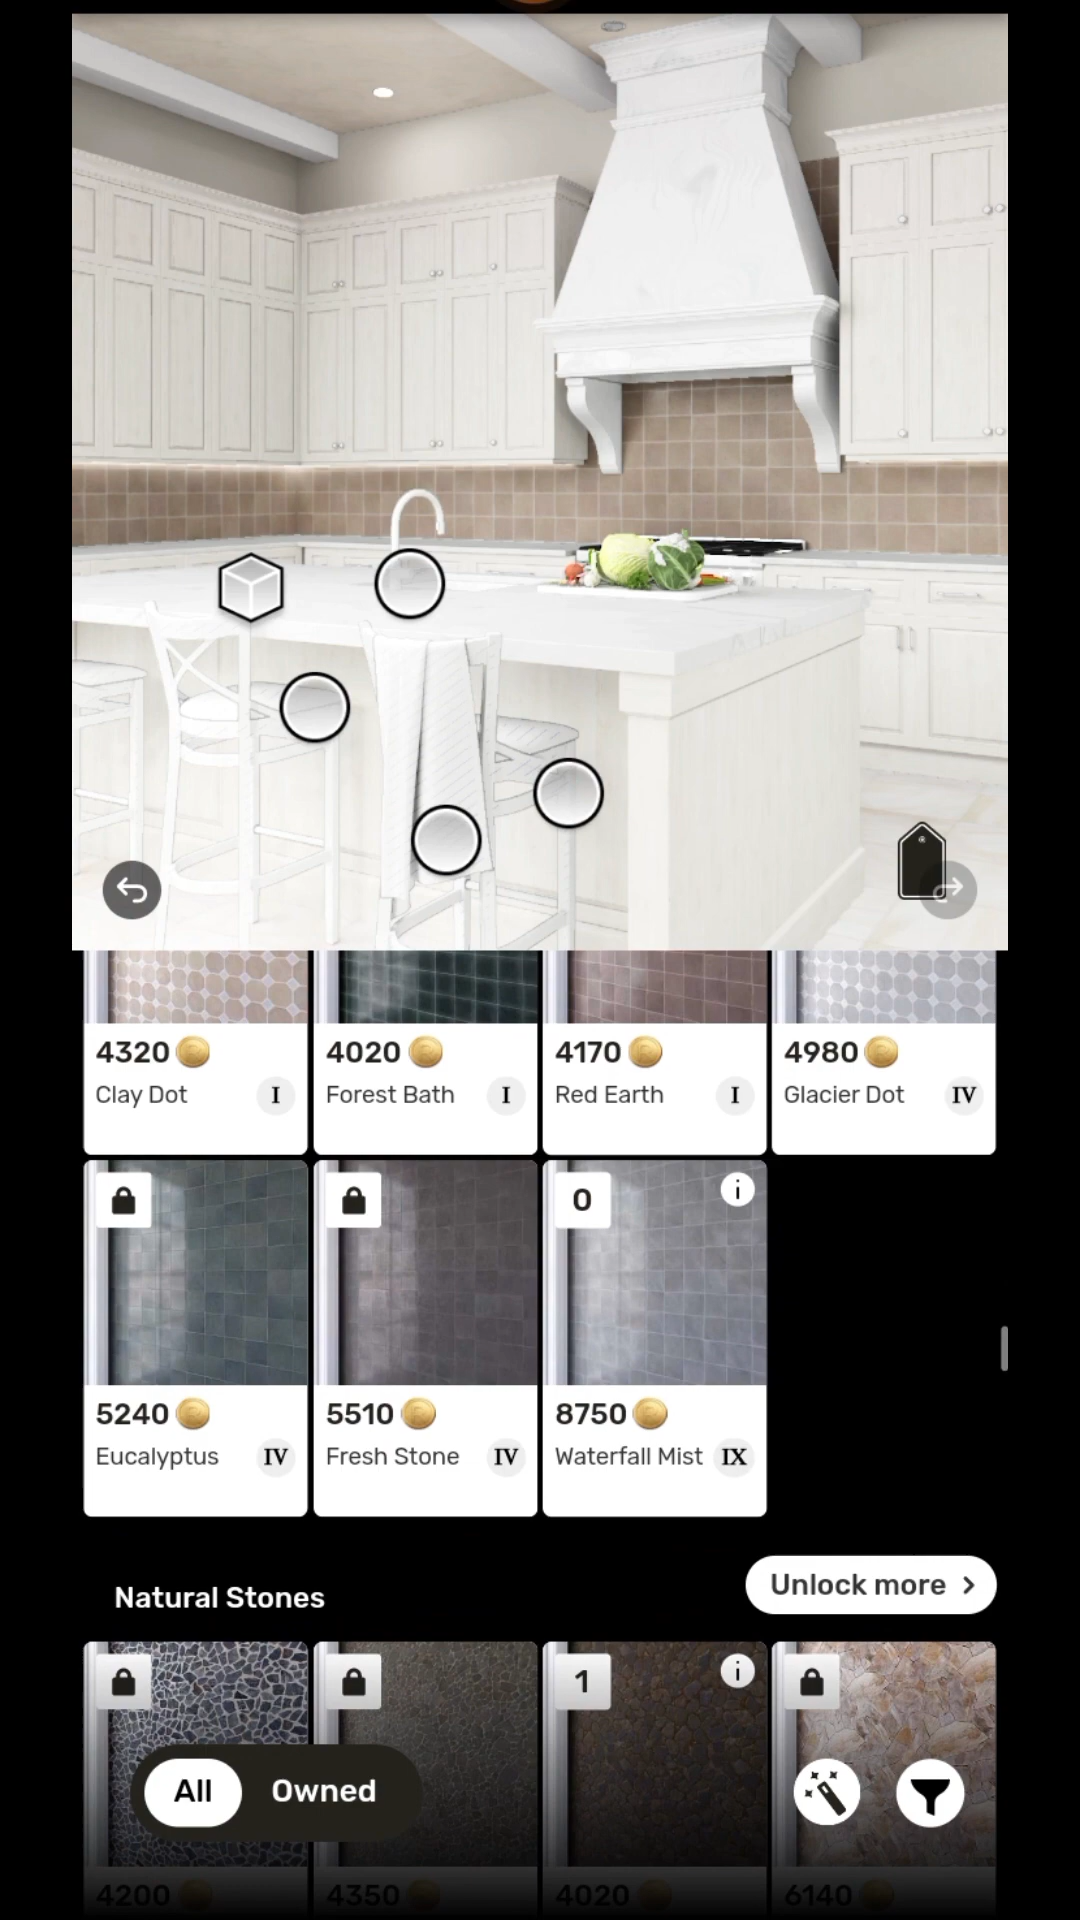 4320
Clay Dot I
4020
Forest Bath I
4170
Red Earth I
4980
Glacier Dot IV
5240
Eucalyptus IV
5510
Fresh Stone IV
0 i
8750
Waterfall Mist IX
Natural Stones
Unlock more >
1 i
All Owned
4200
4350
4020
6140